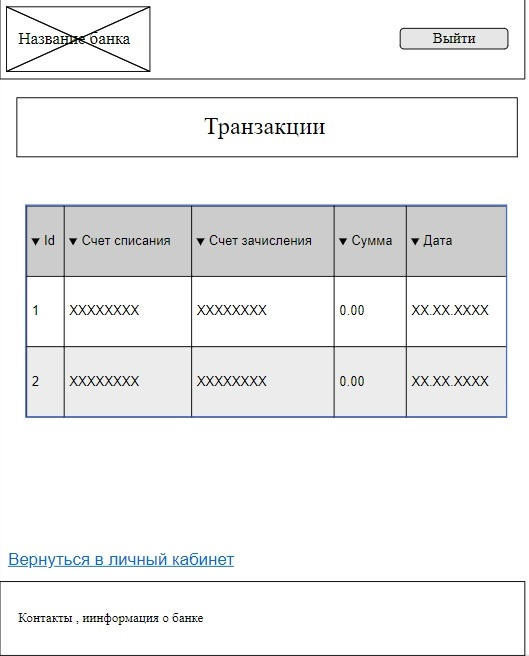 Название банка
Выйти
Транзакции
▼ Id ▼ Счет списания ▼ Счет зачисления ▼ Сумма ▼ Дата
1 XXXXXXXX XXXXXXXX 0.00 XX.XX.XXXX
2 XXXXXXXX XXXXXXXX 0.00 XX.XX.XXXX
Вернуться в личный кабинет
Контакты , иинформация о банке